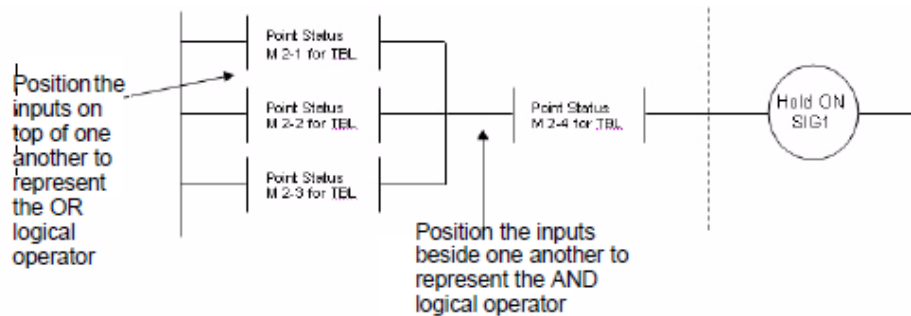 Point Status
M 2-1 for TBL
Position the
inputs on
top of one
another to
represent
the OR
logical
operator
Point Status
M 2-2 for TBL
Point Status
M 2-3 for TBL
Point Status
M 2-4 for TBL
Hold ON
SIG1
Position the inputs
beside one another to
represent the AND
logical operator